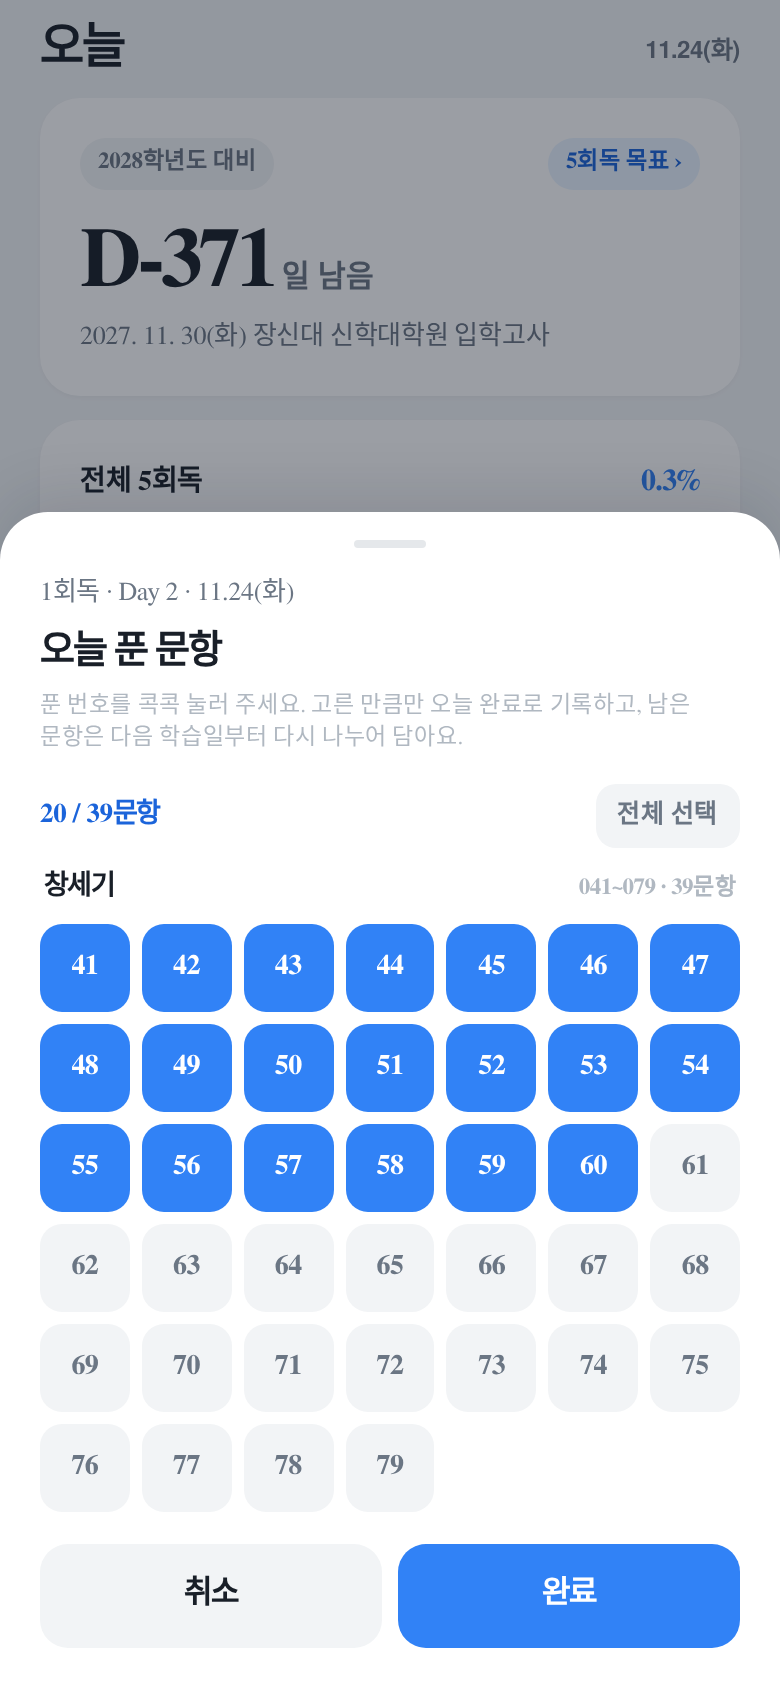 오늘
11.24(화)
2028학년도 대비
5회독 목표 ›
D-371일 남음
2027. 11. 30(화) 장신대 신학대학원 입학고사
전체 5회독
0.3%
1회독 · Day 2 · 11.24(화)
오늘 푼 문항
푼 번호를 콕콕 눌러 주세요. 고른 만큼만 오늘 완료로 기록하고, 남은
문항은 다음 학습일부터 다시 나누어 담아요.
20 / 39문항
전체 선택
창세기
041~079 · 39문항
41 42 43 44 45 46 47
48 49 50 51 52 53 54
55 56 57 58 59 60 61
62 63 64 65 66 67 68
69 70 71 72 73 74 75
76 77 78 79
취소
완료